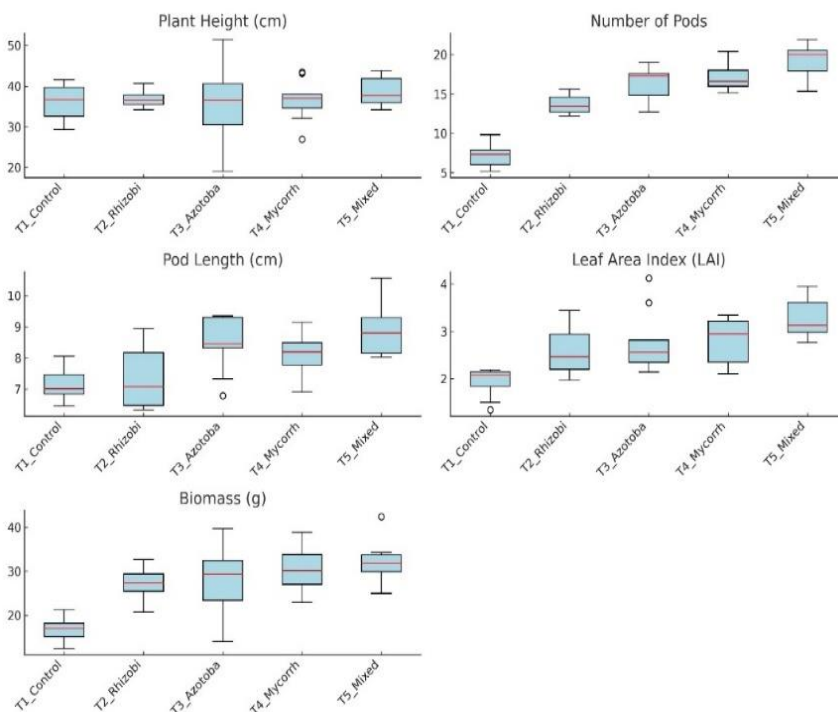 Plant Height (cm)
50
40
30
20
T1_Control
T2_Rhizobi
T3_Azotoba
T4_Mycorrh
T5_Mixed
Number of Pods
20
15
10
5
T1_Control
T2_Rhizobi
T3_Azotoba
T4_Mycorrh
T5_Mixed
Pod Length (cm)
10
9
8
7
T1_Control
T2_Rhizobi
T3_Azotoba
T4_Mycorrh
T5_Mixed
Leaf Area Index (LAI)
4
3
2
T1_Control
T2_Rhizobi
T3_Azotoba
T4_Mycorrh
T5_Mixed
Biomass (g)
40
30
20
T1_Control
T2_Rhizobi
T3_Azotoba
T4_Mycorrh
T5_Mixed